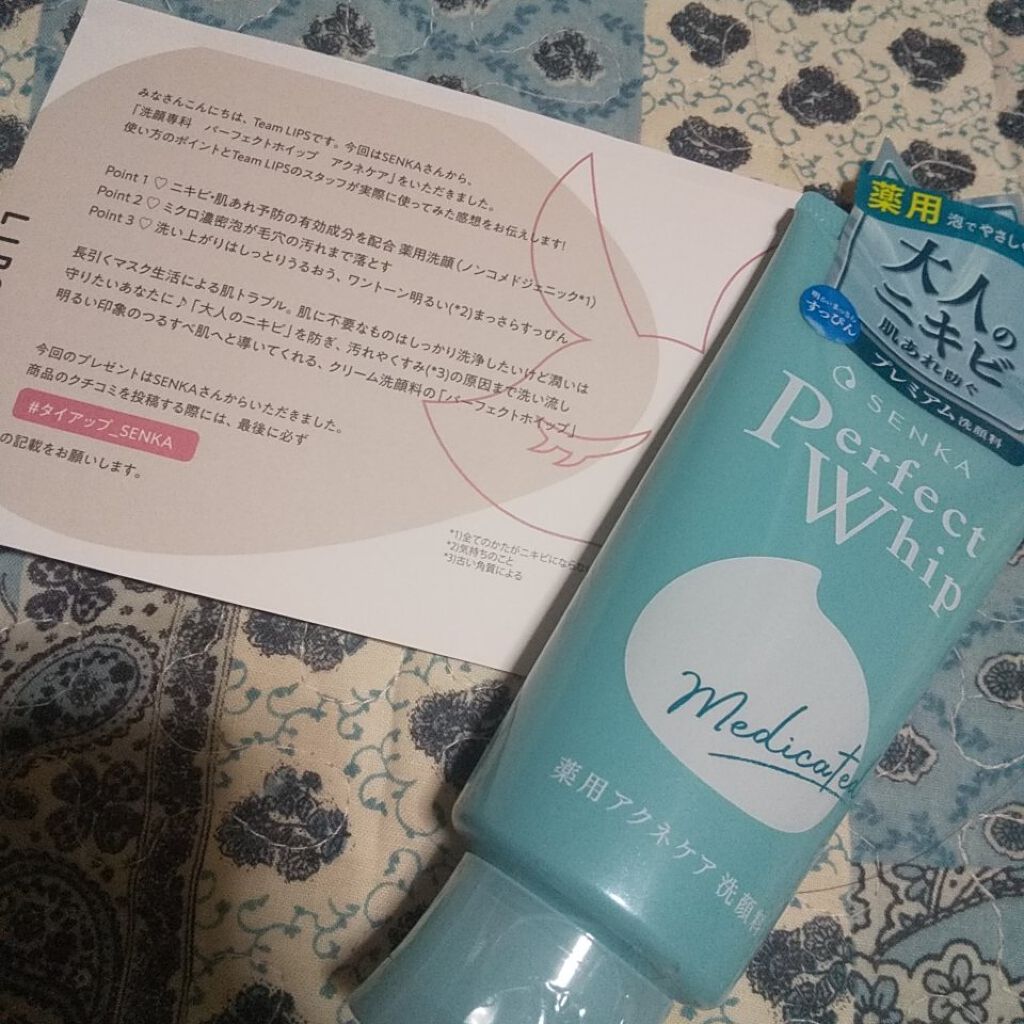 みなさんこんにちは、Team LIPSです。今回はSENKAさんから、
「洗顔専科　パーフェクトホイップ　アクネケア」をいただきました。
使い方のポイントとTeam LIPSのスタッフが実際に使ってみた感想をお伝えします!
Point 1 ♡ ニキビ・肌あれ予防の有効成分を配合 薬用洗顔(ノンコメドジェニック*1)
Point 2 ♡ ミクロ濃密泡が毛穴の汚れまで落とす
Point 3 ♡ 洗い上がりはしっとりうるおう、ワントーン明るい(*2)まっさらすっぴん
長引くマスク生活による肌トラブル。肌に不要なものはしっかり洗浄したいけど潤いは
守りたいあなたに♪「大人のニキビ」を防ぎ、汚れやくすみ(*3)の原因まで洗い流し
明るい印象のつるすべ肌へと導いてくれる、クリーム洗顔料の「パーフェクトホイップ」
今回のプレゼントはSENKAさんからいただきました。
商品のクチコミを投稿する際には、最後に必ず
#タイアップ_SENKA
の記載をお願いします。
*1)全てのかたがニキビにならな
*2)気持ちのこと
*3)古い角質による
薬用 泡でやさしい
大人の
ニキビ
肌あれ防ぐ
プレミアム洗顔料
すっぴん
SENKA
Perfect
Whip
Medicated
薬用アクネケア 洗顔料